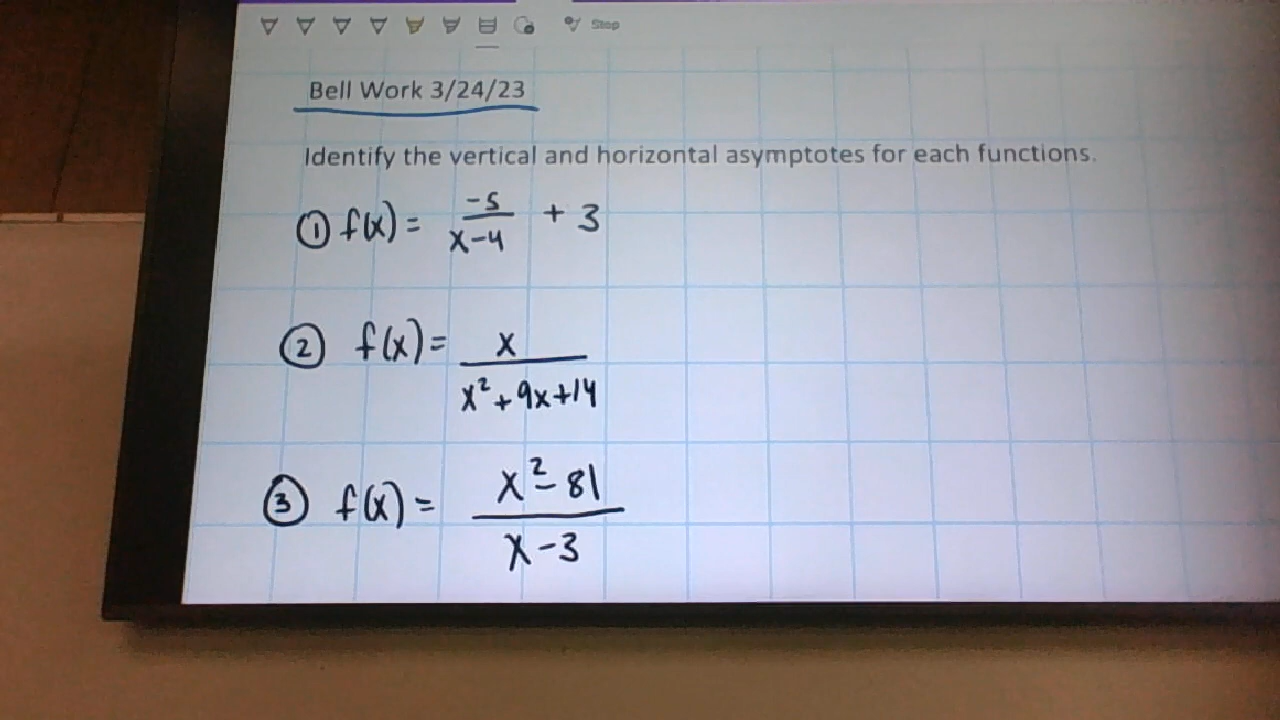 Stop
Bell Work 3/24/23
Identify the vertical and horizontal asymptotes for each functions.
① f(x) = -5/(x-4) + 3
② f(x) = x/(x²+9x+14)
③ f(x) = (x²-81)/(x-3)